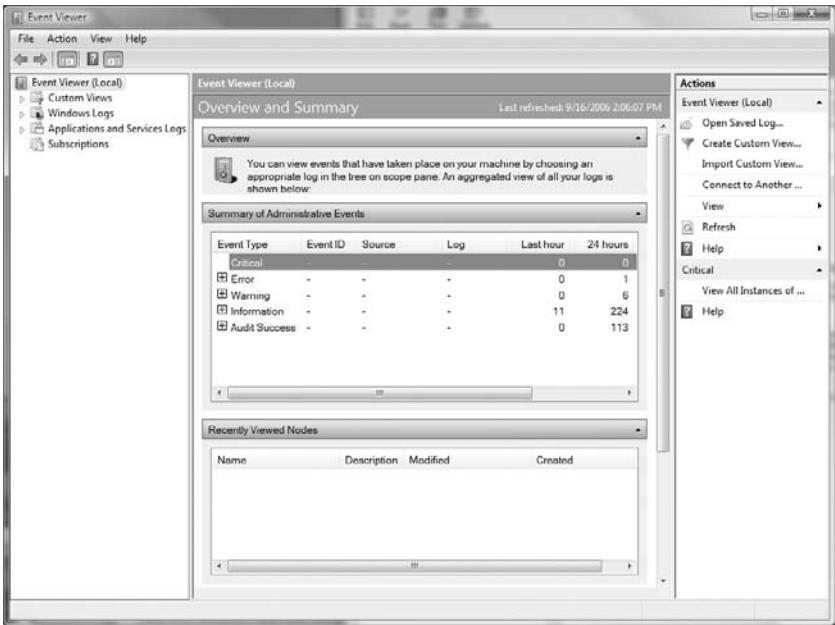 Event Viewer
File Action View Help
Event Viewer (Local)
Custom Views
Windows Logs
Applications and Services Logs
Subscriptions
Event Viewer (Local)
Overview and Summary Last refreshed: 9/16/2006 2:06:07 PM
Overview
You can view events that have taken place on your machine by choosing an
appropriate log in the tree on scope pane. An aggregated view of all your logs is
shown below:
Summary of Administrative Events
Event Type Event ID Source Log Last hour 24 hours
Critical - - - 0 0
Error - - - 0 1
Warning - - - 0 6
Information - - - 11 224
Audit Success - - - 0 113
Recently Viewed Nodes
Name Description Modified Created
Actions
Event Viewer (Local)
Open Saved Log...
Create Custom View...
Import Custom View...
Connect to Another ...
View
Refresh
Help
Critical
View All Instances of ...
Help